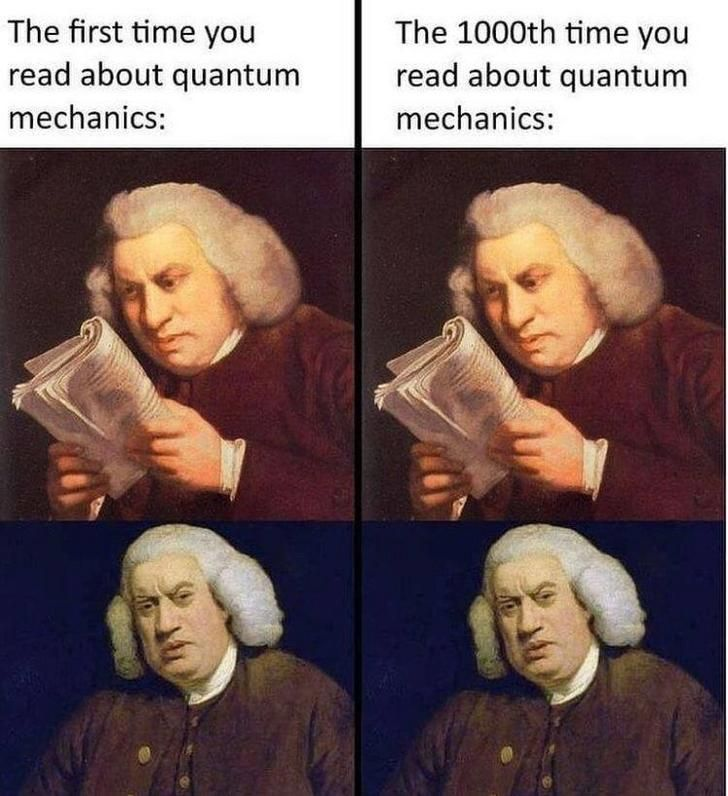 The first time you
read about quantum
mechanics:
The 1000th time you
read about quantum
mechanics: